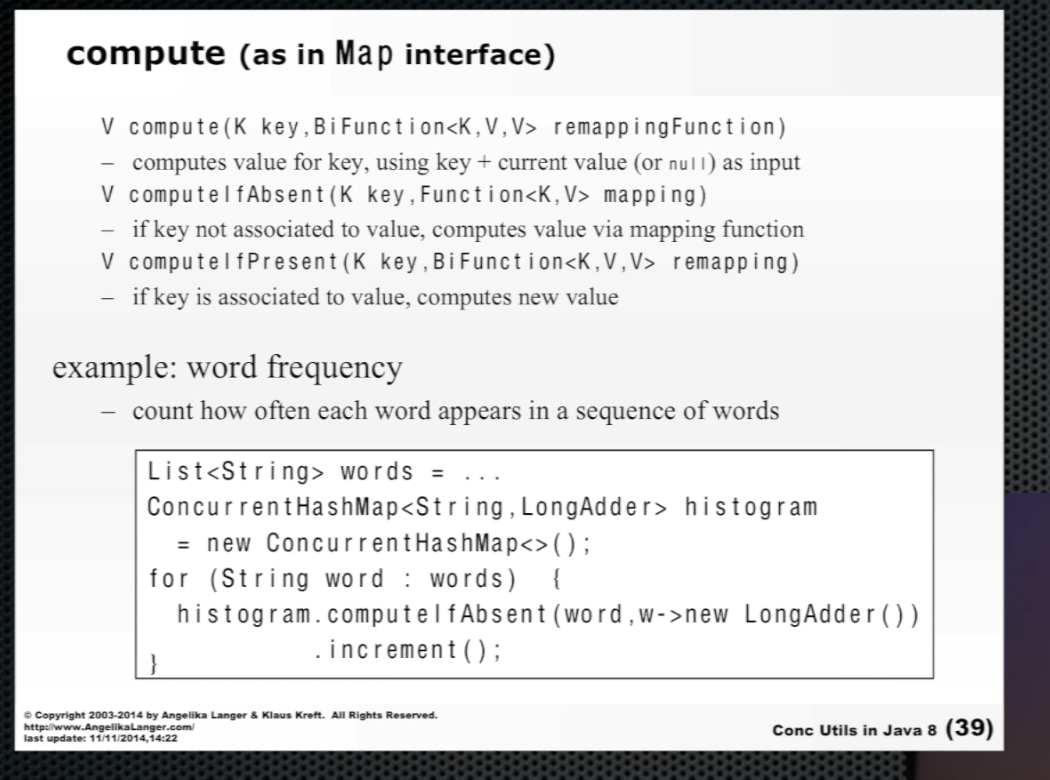 compute (as in Map interface)
V compute(K key,BiFunction<K,V,V> remappingFunction)
– computes value for key, using key + current value (or null) as input
V computeIfAbsent(K key,Function<K,V> mapping)
– if key not associated to value, computes value via mapping function
V computeIfPresent(K key,BiFunction<K,V,V> remapping)
– if key is associated to value, computes new value
example: word frequency
– count how often each word appears in a sequence of words
List<String> words = ...
ConcurrentHashMap<String,LongAdder> histogram
= new ConcurrentHashMap<>();
for (String word : words) {
histogram.computeIfAbsent(word,w->new LongAdder())
.increment();
}
© Copyright 2003-2014 by Angelika Langer & Klaus Kreft. All Rights Reserved.
http://www.AngelikaLanger.com/
last update: 11/11/2014,14:22
Conc Utils in Java 8 (39)